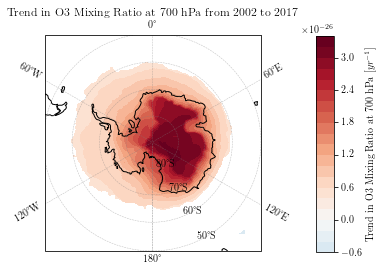 Trend in O3 Mixing Ratio at 700 hPa from 2002 to 2017
0°
×10⁻²⁶
60°W
60°E
3.0
2.4
1.8
1.2
0.6
0.0
−0.6
Trend in O3 Mixing Ratio at 700 hPa [yr⁻¹]
80°S
70°S
60°S
50°S
120°W
120°E
180°